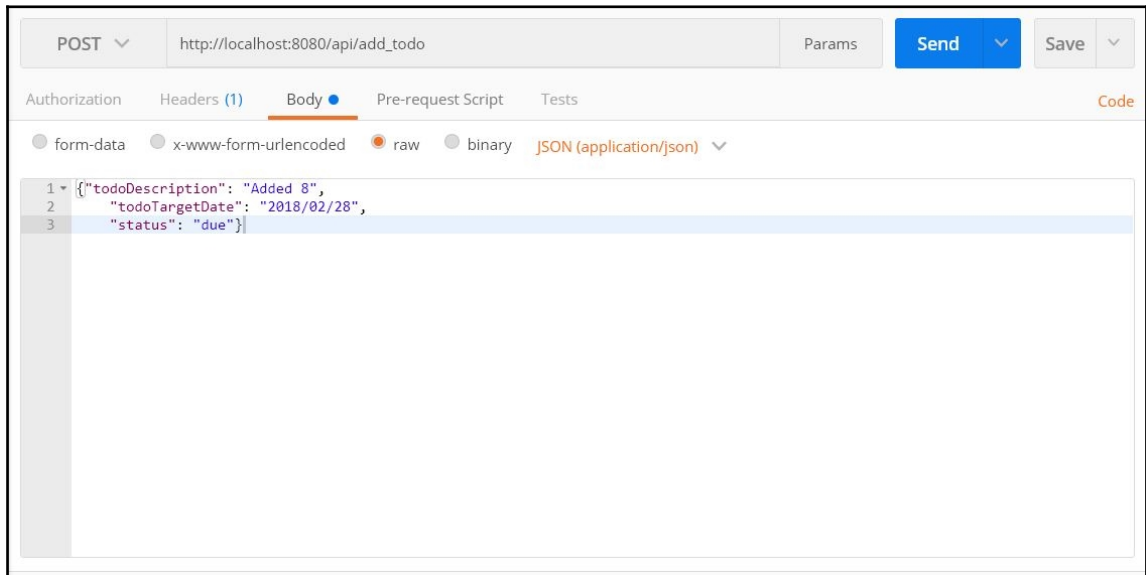 POST http://localhost:8080/api/add_todo Params Send Save
Authorization Headers (1) Body Pre-request Script Tests Code
form-data x-www-form-urlencoded raw binary JSON (application/json)
1 {"todoDescription": "Added 8",
2 "todoTargetDate": "2018/02/28",
3 "status": "due"}